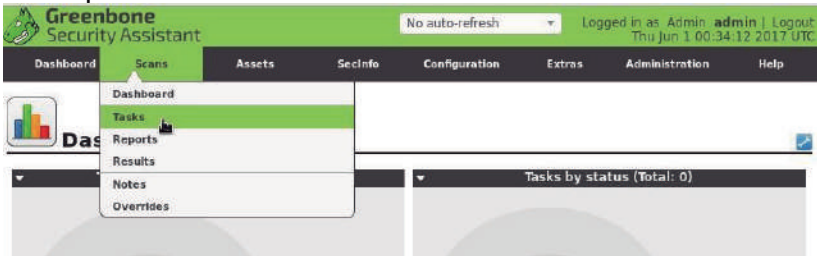 Greenbone
Security Assistant
No auto-refresh
Logged in as Admin admin | Logout
Thu Jun 1 00:34:12 2017 UTC
Dashboard Scans Assets SecInfo Configuration Extras Administration Help
Dashboard
Tasks
Reports
Results
Notes
Overrides
Das
Tasks by status (Total: 0)